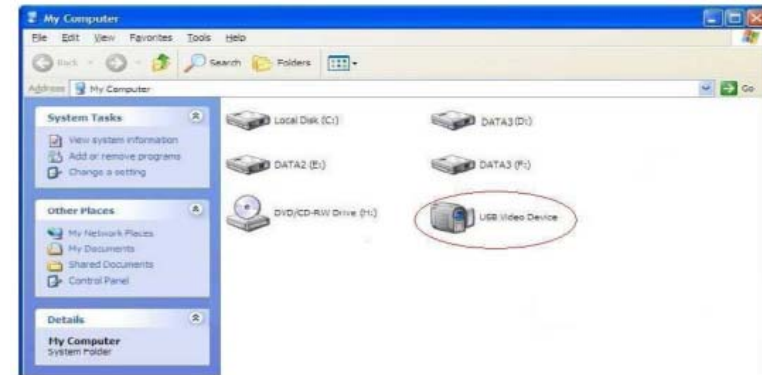 My Computer
File Edit View Favorites Tools Help
Back Search Folders
Address My Computer Go
System Tasks
View system information
Add or remove programs
Change a setting
Other Places
My Network Places
My Documents
Shared Documents
Control Panel
Details
My Computer
System Folder
Local Disk (C:) DATA3 (D:)
DATA2 (E:) DATA3 (F:)
DVD/CD-RW Drive (H:) USB Video Device